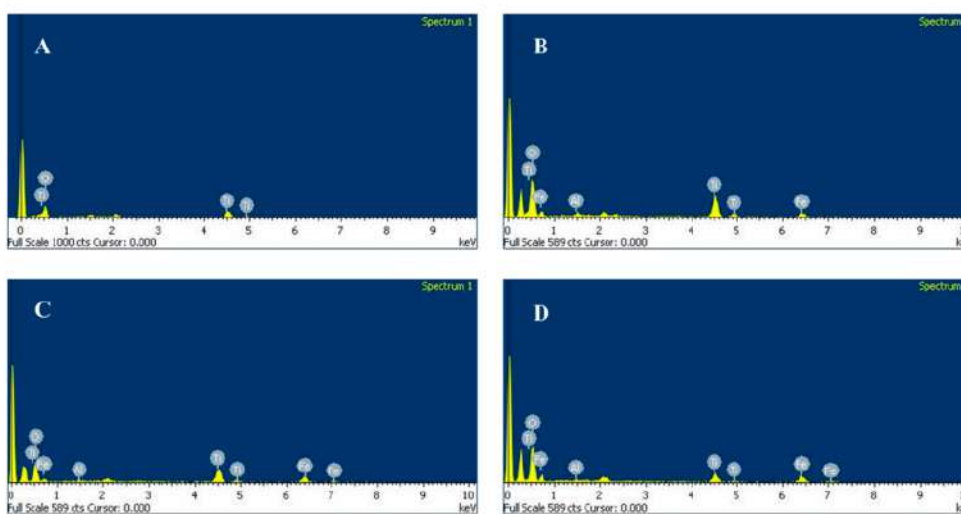 Spectrum 1
A
O
Ti
Ti
Ti
0 1 2 3 4 5 6 7 8 9
Full Scale 1000 cts Cursor: 0.000 keV
Spectrum
B
O
Ti
Fe
Al
Ti
Ti
Fe
0 1 2 3 4 5 6 7 8 9
Full Scale 589 cts Cursor: 0.000
Spectrum 1
C
O
Ti
Fe
Al
Ti
Ti
Fe
Fe
0 1 2 3 4 5 6 7 8 9 10
Full Scale 589 cts Cursor: 0.000 keV
Spectrum
D
O
Ti
Fe
Al
Ti
Ti
Fe
Fe
0 1 2 3 4 5 6 7 8 9
Full Scale 589 cts Cursor: 0.000